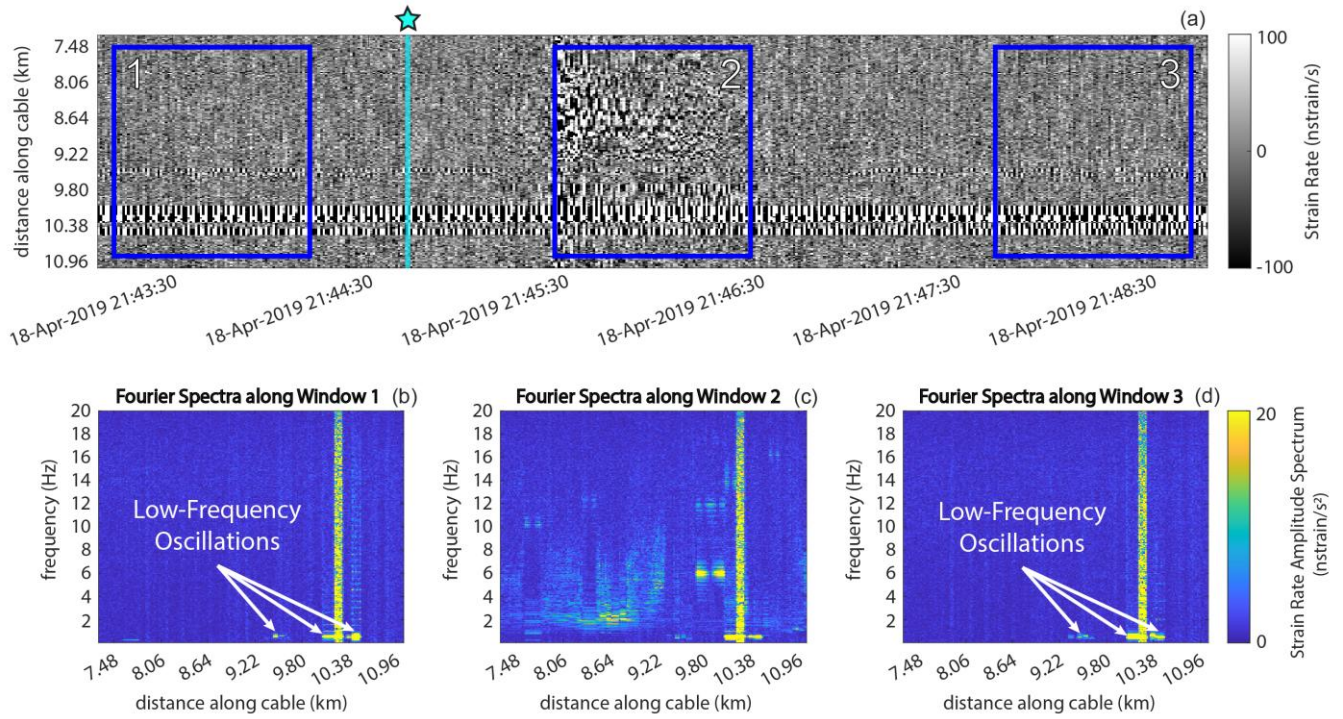 (a)
distance along cable (km)
7.48
8.06
8.64
9.22
9.80
10.38
10.96
1
2
3
100
0
-100
Strain Rate (nstrain/s)
18-Apr-2019 21:43:30
18-Apr-2019 21:44:30
18-Apr-2019 21:45:30
18-Apr-2019 21:46:30
18-Apr-2019 21:47:30
18-Apr-2019 21:48:30
Fourier Spectra along Window 1 (b)
frequency (Hz)
20
18
16
14
12
10
8
6
4
2
Low-Frequency
Oscillations
7.48
8.06
8.64
9.22
9.80
10.38
10.96
distance along cable (km)
Fourier Spectra along Window 2 (c)
frequency (Hz)
20
18
16
14
12
10
8
6
4
2
7.48
8.06
8.64
9.22
9.80
10.38
10.96
distance along cable (km)
Fourier Spectra along Window 3 (d)
frequency (Hz)
20
18
16
14
12
10
8
6
4
2
Low-Frequency
Oscillations
7.48
8.06
8.64
9.22
9.80
10.38
10.96
distance along cable (km)
20
0
Strain Rate Amplitude Spectrum
(nstrain/s²)